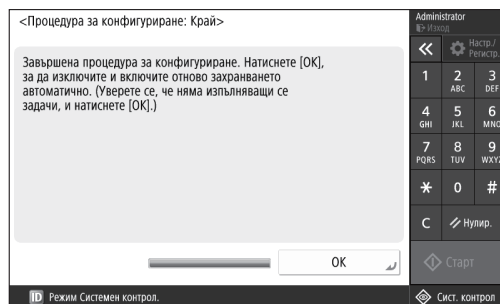 <Процедура за конфигуриране: Край>
Завършена процедура за конфигуриране. Натиснете [OK],
за да изключите и включите отново захранването
автоматично. (Уверете се, че няма изпълняващи се
задачи, и натиснете [OK].)
OK
ID Режим Системен контрол.
Administrator
Изход
Настр./
Регистр.
1
2 ABC
3 DEF
4 GHI
5 JKL
6 MNO
7 PQRS
8 TUV
9 WXYZ
* 0 #
C Нулир.
Старт
Сист. контрол